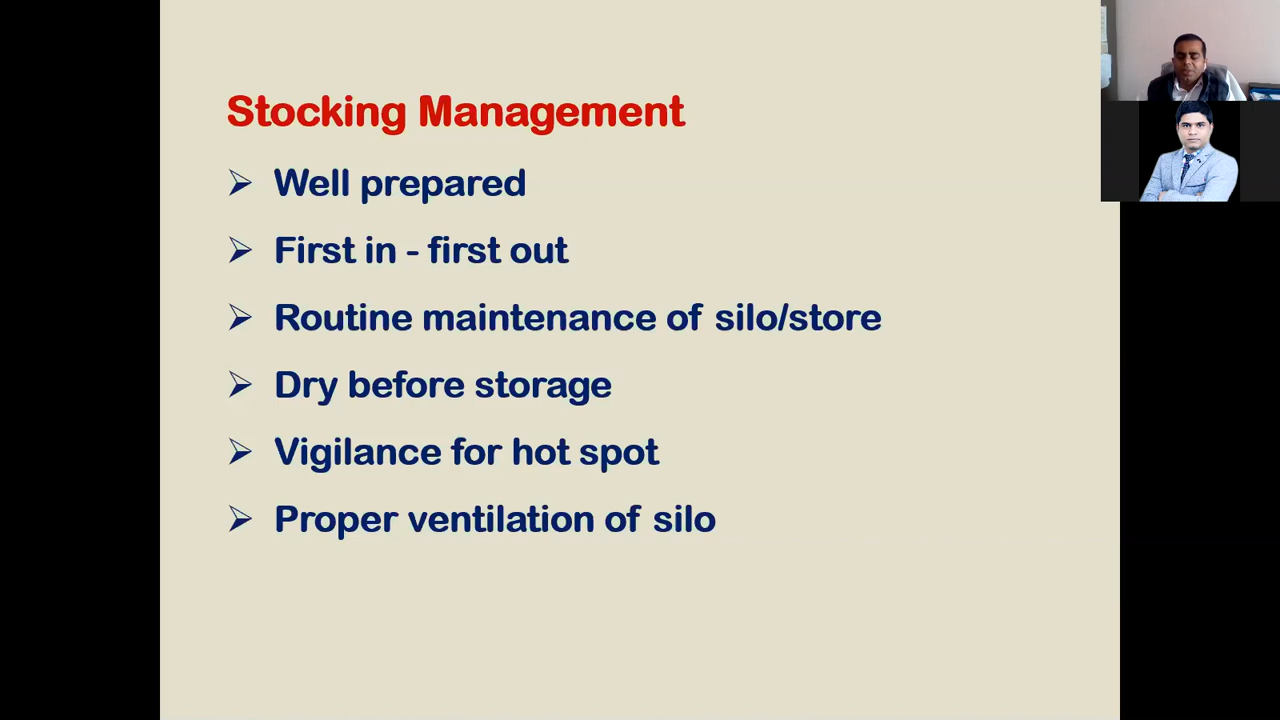 Stocking Management
Well prepared
First in - first out
Routine maintenance of silo/store
Dry before storage
Vigilance for hot spot
Proper ventilation of silo